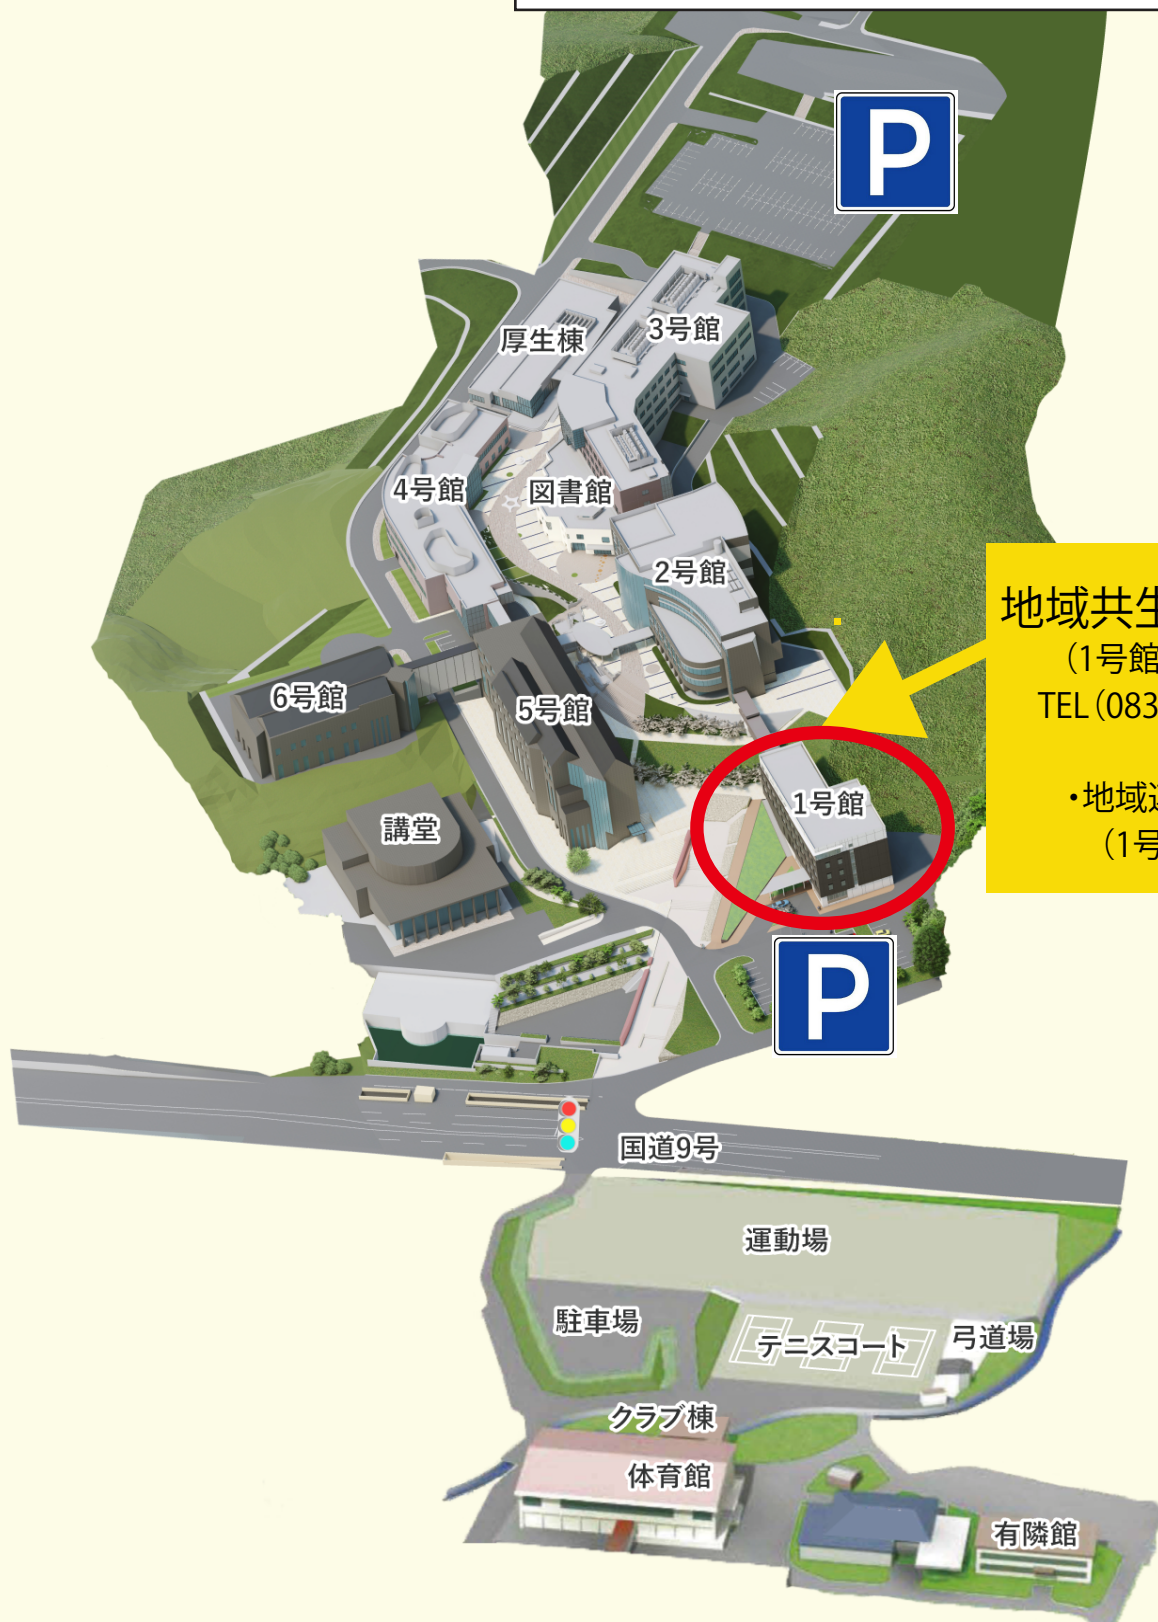 P
厚生棟
3号館
4号館
図書館
2号館
地域共生
(1号館
TEL(083
6号館
5号館
・地域連
(1号
1号館
講堂
P
国道9号
運動場
駐車場
テニスコート
弓道場
クラブ棟
体育館
有隣館